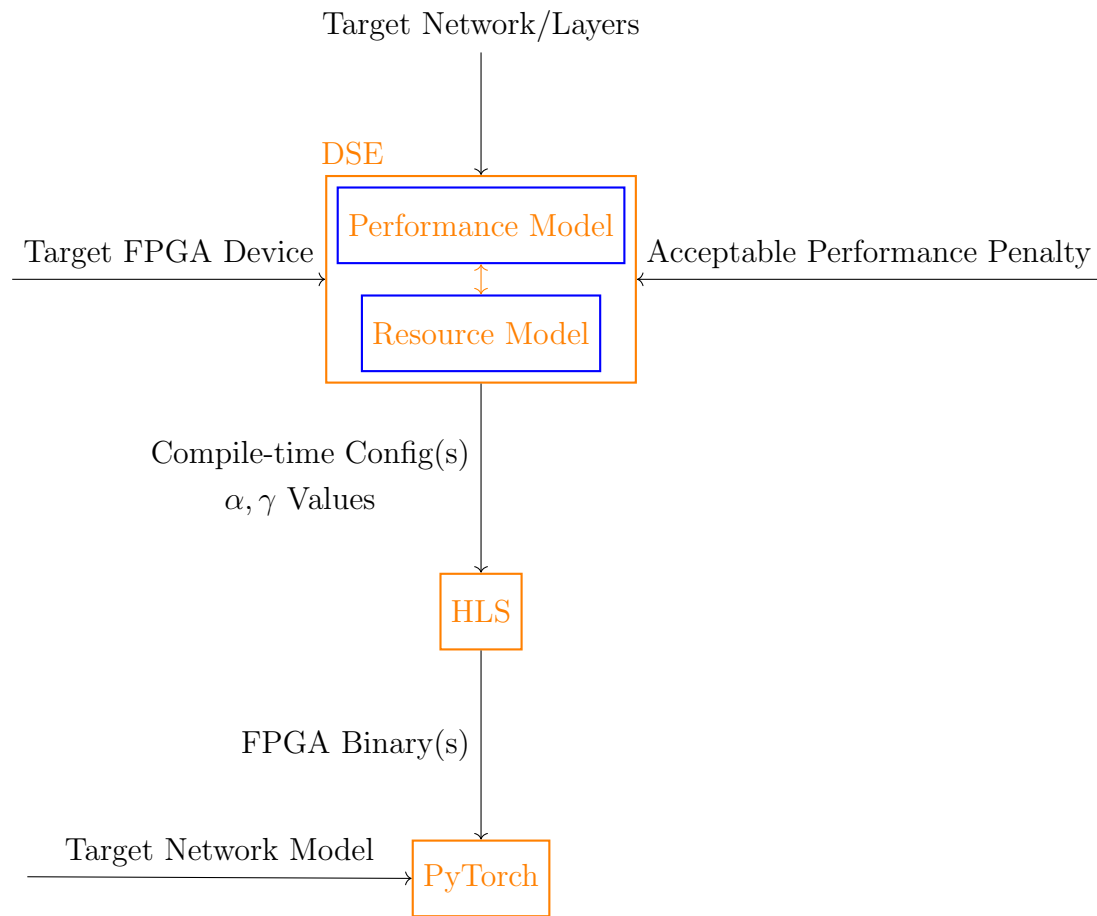 Target Network/Layers
DSE
Performance Model
Target FPGA Device
Acceptable Performance Penalty
Resource Model
Compile-time Config(s)
α, γ Values
HLS
FPGA Binary(s)
Target Network Model
PyTorch